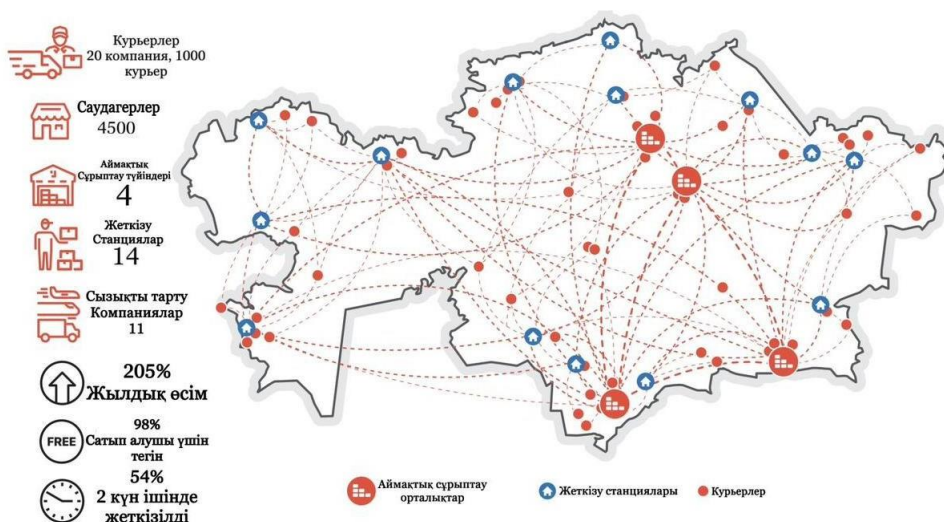 Курьерлер
20 компания, 1000
курьер
Саудагерлер
4500
Аймактық
Сұрыптау түйіндері
4
Жеткізу
Станциялар
14
Сызықты тарту
Компаниялар
11
205%
Жылдық өсім
FREE
98%
Сатып алушы үшін
тегін
54%
2 күн ішінде
жеткізілді
Аймақтық сұрыптау
орталықтар
Жеткізу станциялары
Курьерлер